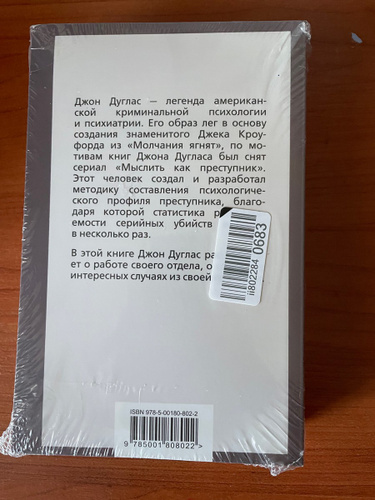 Джон Дуглас — легенда американ-
ской криминальной психологии
и психиатрии. Его образ лег в основу
создания знаменитого Джека Кроу-
форда из «Молчания ягнят», по мо-
тивам книг Джона Дугласа был снят
сериал «Мыслить как преступник».
Этот человек создал и разработал
методику составления психологиче-
ского профиля преступника, благо-
даря которой статистика
емости серийных убийств
в несколько раз.
В этой книге Джон Дуглас
ет о работе своего отдела,
интересных случаях из своей
ii802284 0683
ISBN 978-5-00180-802-2
9 785001 808022>